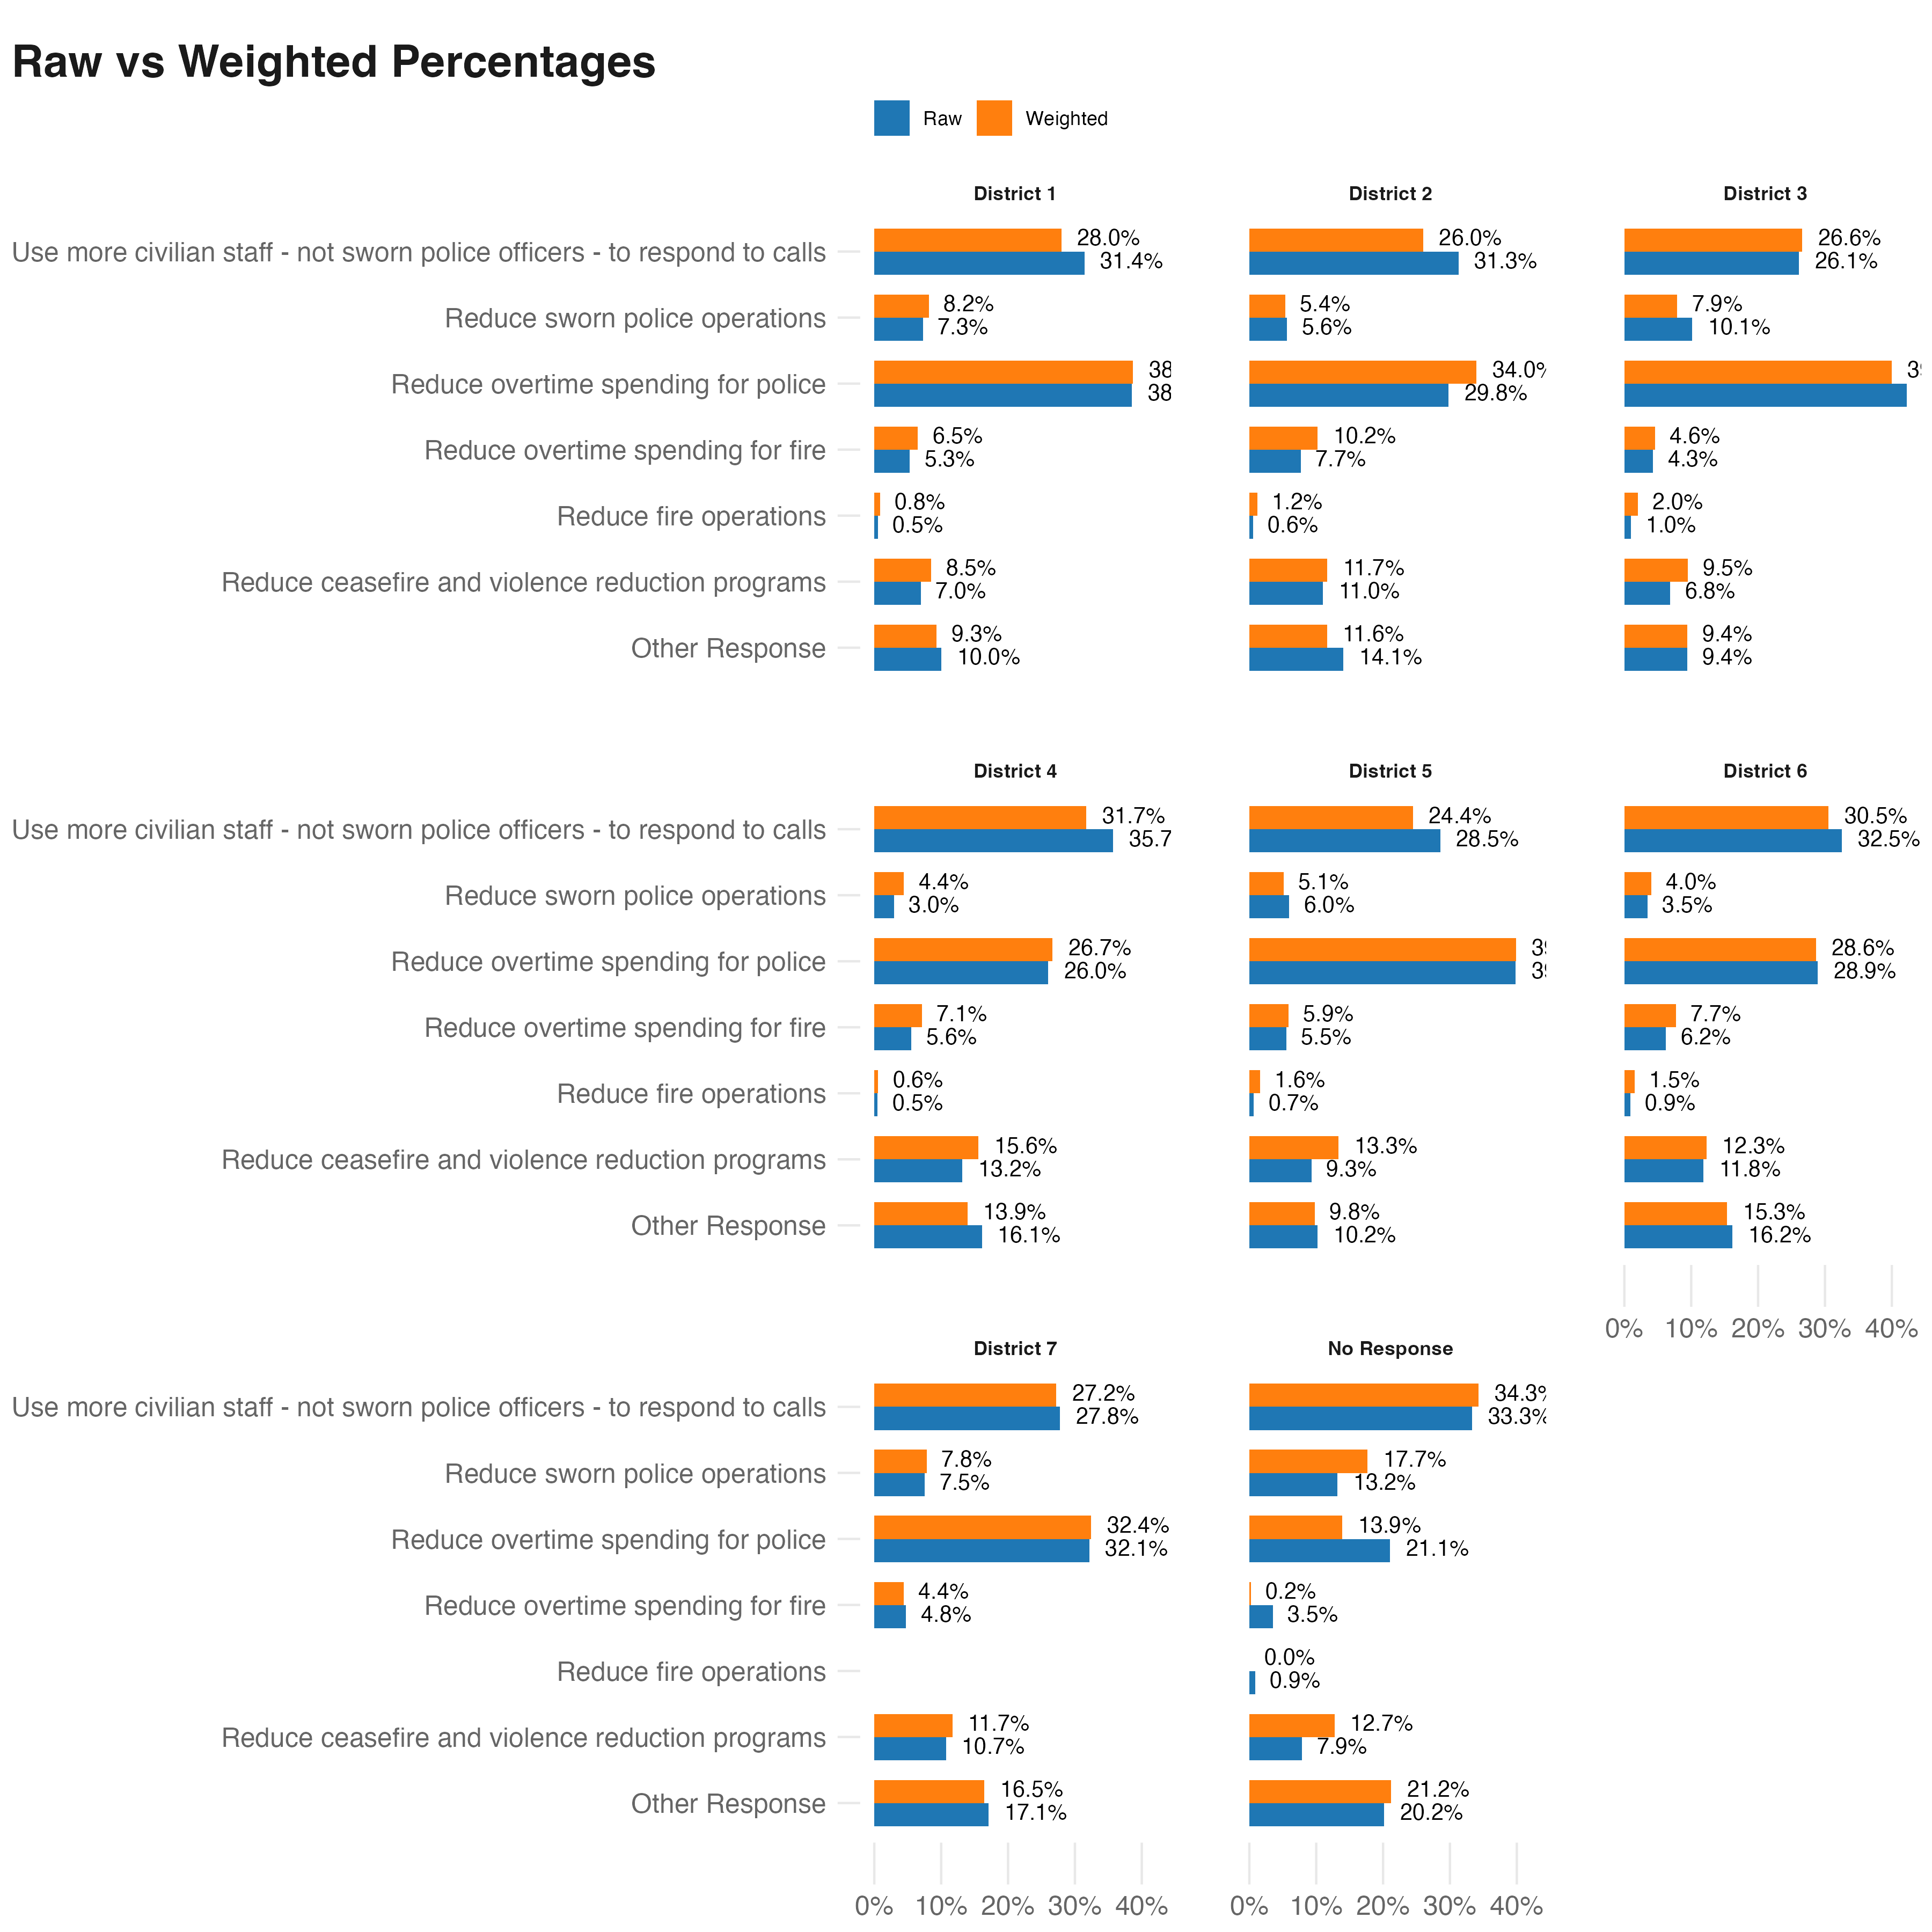 Raw vs Weighted Percentages
Raw Weighted
District 1 District 2 District 3
Use more civilian staff - not sworn police officers - to respond to calls
28.0% 26.0% 26.6%
31.4% 31.3% 26.1%
Reduce sworn police operations
8.2% 5.4% 7.9%
7.3% 5.6% 10.1%
Reduce overtime spending for police
38 34.0%
38 29.8%
Reduce overtime spending for fire
6.5% 10.2% 4.6%
5.3% 7.7% 4.3%
Reduce fire operations
0.8% 1.2% 2.0%
0.5% 0.6% 1.0%
Reduce ceasefire and violence reduction programs
8.5% 11.7% 9.5%
7.0% 11.0% 6.8%
Other Response
9.3% 11.6% 9.4%
10.0% 14.1% 9.4%
District 4 District 5 District 6
Use more civilian staff - not sworn police officers - to respond to calls
31.7% 24.4% 30.5%
35.7 28.5% 32.5%
Reduce sworn police operations
4.4% 5.1% 4.0%
3.0% 6.0% 3.5%
Reduce overtime spending for police
26.7% 39 28.6%
26.0% 39 28.9%
Reduce overtime spending for fire
7.1% 5.9% 7.7%
5.6% 5.5% 6.2%
Reduce fire operations
0.6% 1.6% 1.5%
0.5% 0.7% 0.9%
Reduce ceasefire and violence reduction programs
15.6% 13.3% 12.3%
13.2% 9.3% 11.8%
Other Response
13.9% 9.8% 15.3%
16.1% 10.2% 16.2%
0% 10% 20% 30% 40%
District 7 No Response
Use more civilian staff - not sworn police officers - to respond to calls
27.2% 34.3%
27.8% 33.3%
Reduce sworn police operations
7.8% 17.7%
7.5% 13.2%
Reduce overtime spending for police
32.4% 13.9%
32.1% 21.1%
Reduce overtime spending for fire
4.4% 0.2%
4.8% 3.5%
Reduce fire operations
0.0%
0.9%
Reduce ceasefire and violence reduction programs
11.7% 12.7%
10.7% 7.9%
Other Response
16.5% 21.2%
17.1% 20.2%
0% 10% 20% 30% 40% 0% 10% 20% 30% 40%